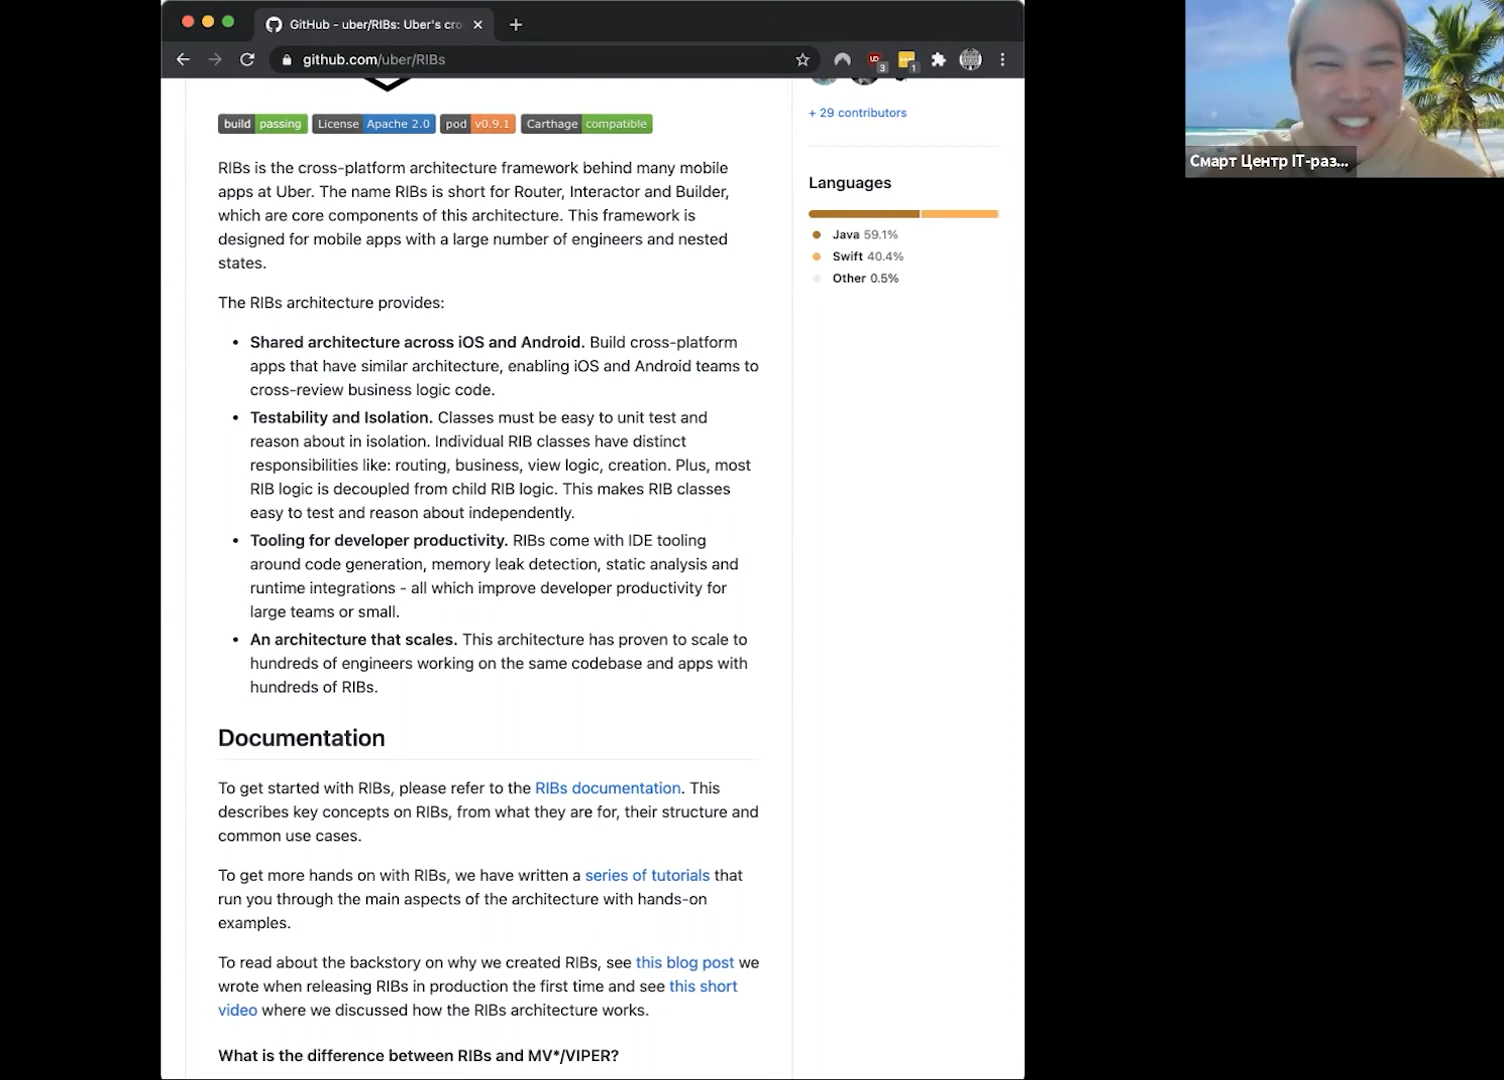 GitHub - uber/RIBs: Uber's cro
github.com/uber/RIBs
3
1
build passing License Apache 2.0 pod v0.9.1 Carthage compatible
RIBs is the cross-platform architecture framework behind many mobile
apps at Uber. The name RIBs is short for Router, Interactor and Builder,
which are core components of this architecture. This framework is
designed for mobile apps with a large number of engineers and nested
states.
The RIBs architecture provides:
• Shared architecture across iOS and Android. Build cross-platform
apps that have similar architecture, enabling iOS and Android teams to
cross-review business logic code.
• Testability and Isolation. Classes must be easy to unit test and
reason about in isolation. Individual RIB classes have distinct
responsibilities like: routing, business, view logic, creation. Plus, most
RIB logic is decoupled from child RIB logic. This makes RIB classes
easy to test and reason about independently.
• Tooling for developer productivity. RIBs come with IDE tooling
around code generation, memory leak detection, static analysis and
runtime integrations - all which improve developer productivity for
large teams or small.
• An architecture that scales. This architecture has proven to scale to
hundreds of engineers working on the same codebase and apps with
hundreds of RIBs.
Documentation
To get started with RIBs, please refer to the RIBs documentation. This
describes key concepts on RIBs, from what they are for, their structure and
common use cases.
To get more hands on with RIBs, we have written a series of tutorials that
run you through the main aspects of the architecture with hands-on
examples.
To read about the backstory on why we created RIBs, see this blog post we
wrote when releasing RIBs in production the first time and see this short
video where we discussed how the RIBs architecture works.
What is the difference between RIBs and MV*/VIPER?
+ 29 contributors
Languages
Java 59.1%
Swift 40.4%
Other 0.5%
Смарт Центр IT-раз...